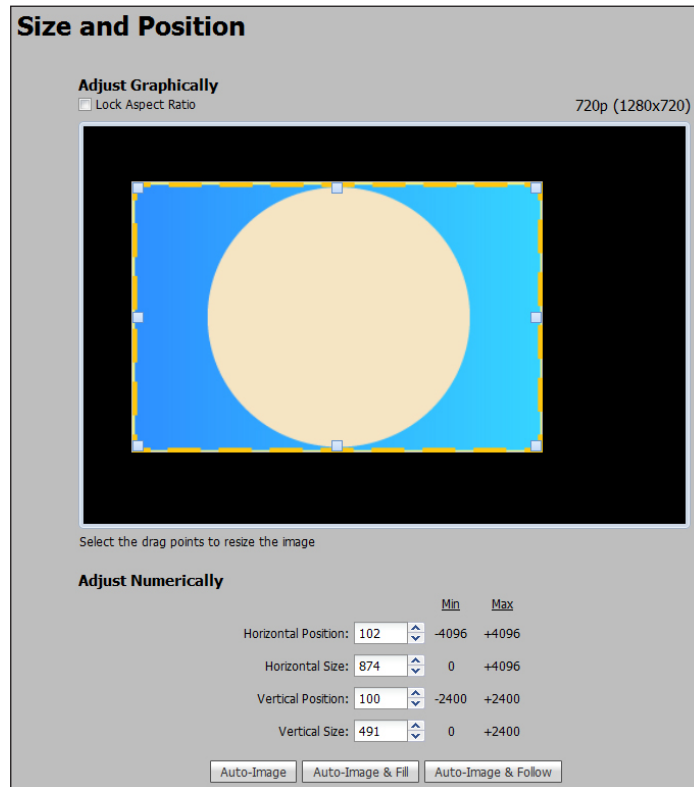 Size and Position
Adjust Graphically
Lock Aspect Ratio
720p (1280x720)
Select the drag points to resize the image
Adjust Numerically
Min Max
Horizontal Position: 102 -4096 +4096
Horizontal Size: 874 0 +4096
Vertical Position: 100 -2400 +2400
Vertical Size: 491 0 +2400
Auto-Image Auto-Image & Fill Auto-Image & Follow